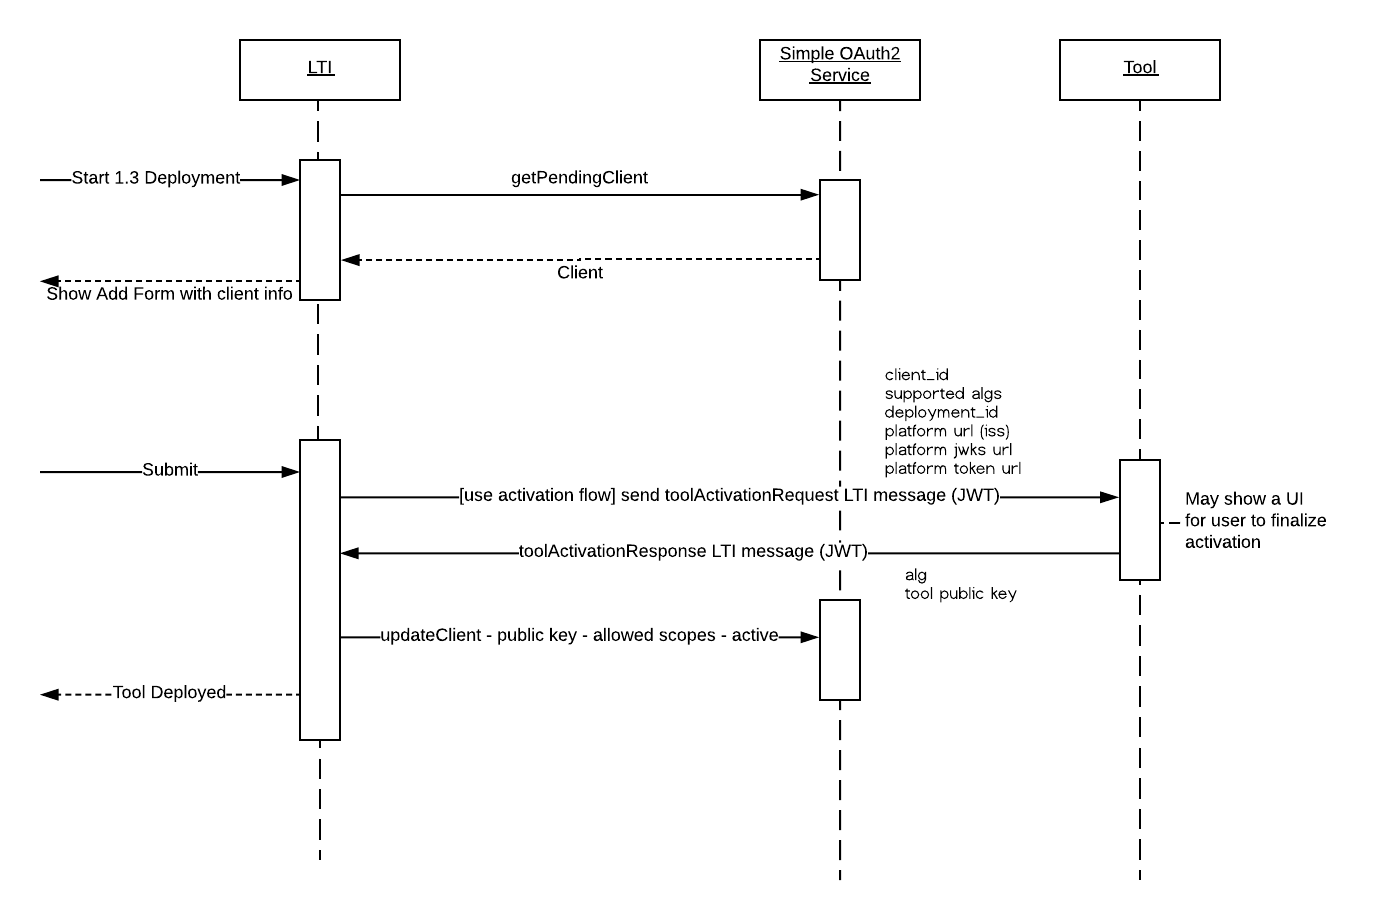 LTI
Simple OAuth2
Service
Tool
Start 1.3 Deployment
getPendingClient
Client
Show Add Form with client info
client_id
supported algs
deployment_id
platform url (iss)
platform jwks url
platform token url
Submit
[use activation flow] send toolActivationRequest LTI message (JWT)
May show a UI
for user to finalize
activation
toolActivationResponse LTI message (JWT)
alg
tool public key
updateClient - public key - allowed scopes - active
Tool Deployed